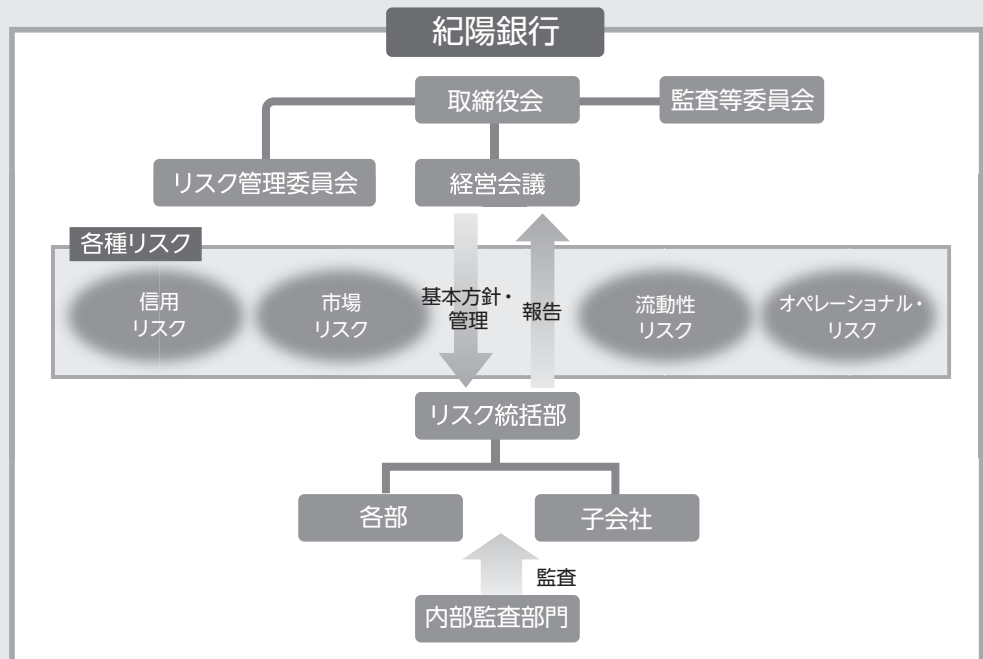 紀陽銀行
取締役会
監査等委員会
リスク管理委員会
経営会議
各種リスク
信用
リスク
市場
リスク
基本方針・
管理
報告
流動性
リスク
オペレーショナル・
リスク
リスク統括部
各部
子会社
監査
内部監査部門